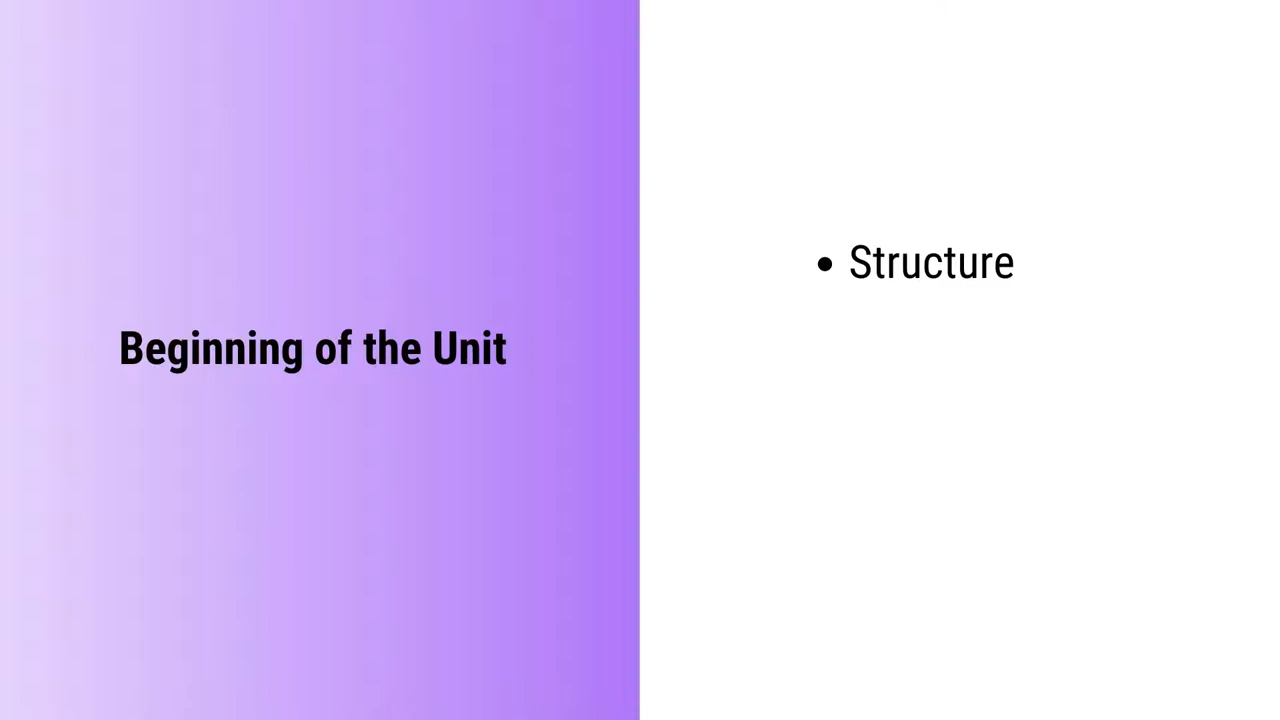 Beginning of the Unit
• Structure